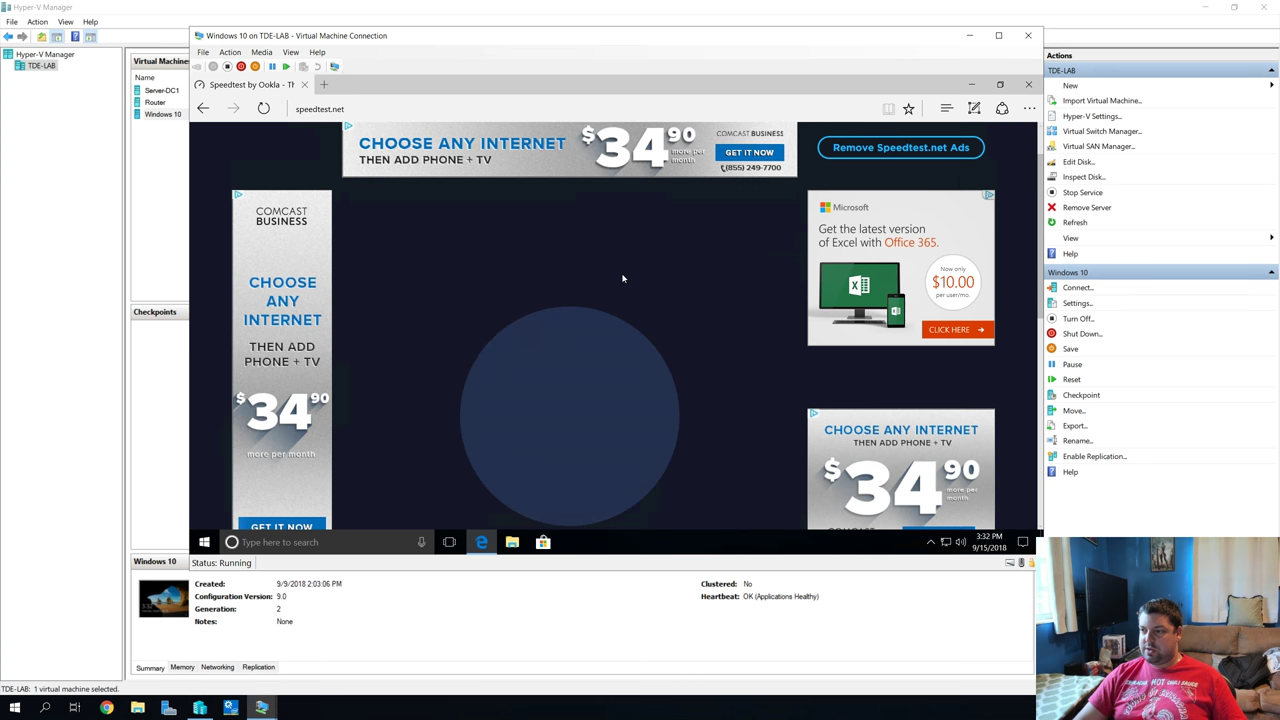 Hyper-V Manager
File Action View Help
Hyper-V Manager
TDE-LAB
Virtual Machines
Name
Server-DC1
Router
Windows 10
Checkpoints
Windows 10 on TDE-LAB - Virtual Machine Connection
File Action Media View Help
Speedtest by Ookla - Th
speedtest.net
CHOOSE ANY INTERNET
THEN ADD PHONE + TV
$34.90 more per month
COMCAST BUSINESS
GET IT NOW
(855) 249-7700
Remove Speedtest.net Ads
COMCAST
BUSINESS
CHOOSE
ANY
INTERNET
THEN ADD
PHONE + TV
$34 90
more per month
GET IT NOW
Microsoft
Get the latest version
of Excel with Office 365.
Now only
$10.00
per user/mo.
CLICK HERE
CHOOSE ANY INTERNET
THEN ADD PHONE + TV
$34 90
more per
month
Type here to search
3:32 PM
9/15/2018
Status: Running
Windows 10
Created: 9/9/2018 2:03:06 PM
Configuration Version: 9.0
Generation: 2
Notes: None
Clustered: No
Heartbeat: OK (Applications Healthy)
Summary Memory Networking Replication
TDE-LAB: 1 virtual machine selected.
Actions
TDE-LAB
New
Import Virtual Machine...
Hyper-V Settings...
Virtual Switch Manager...
Virtual SAN Manager...
Edit Disk...
Inspect Disk...
Stop Service
Remove Server
Refresh
View
Help
Windows 10
Connect...
Settings...
Turn Off...
Shut Down...
Save
Pause
Reset
Checkpoint
Move...
Export...
Rename...
Enable Replication...
Help